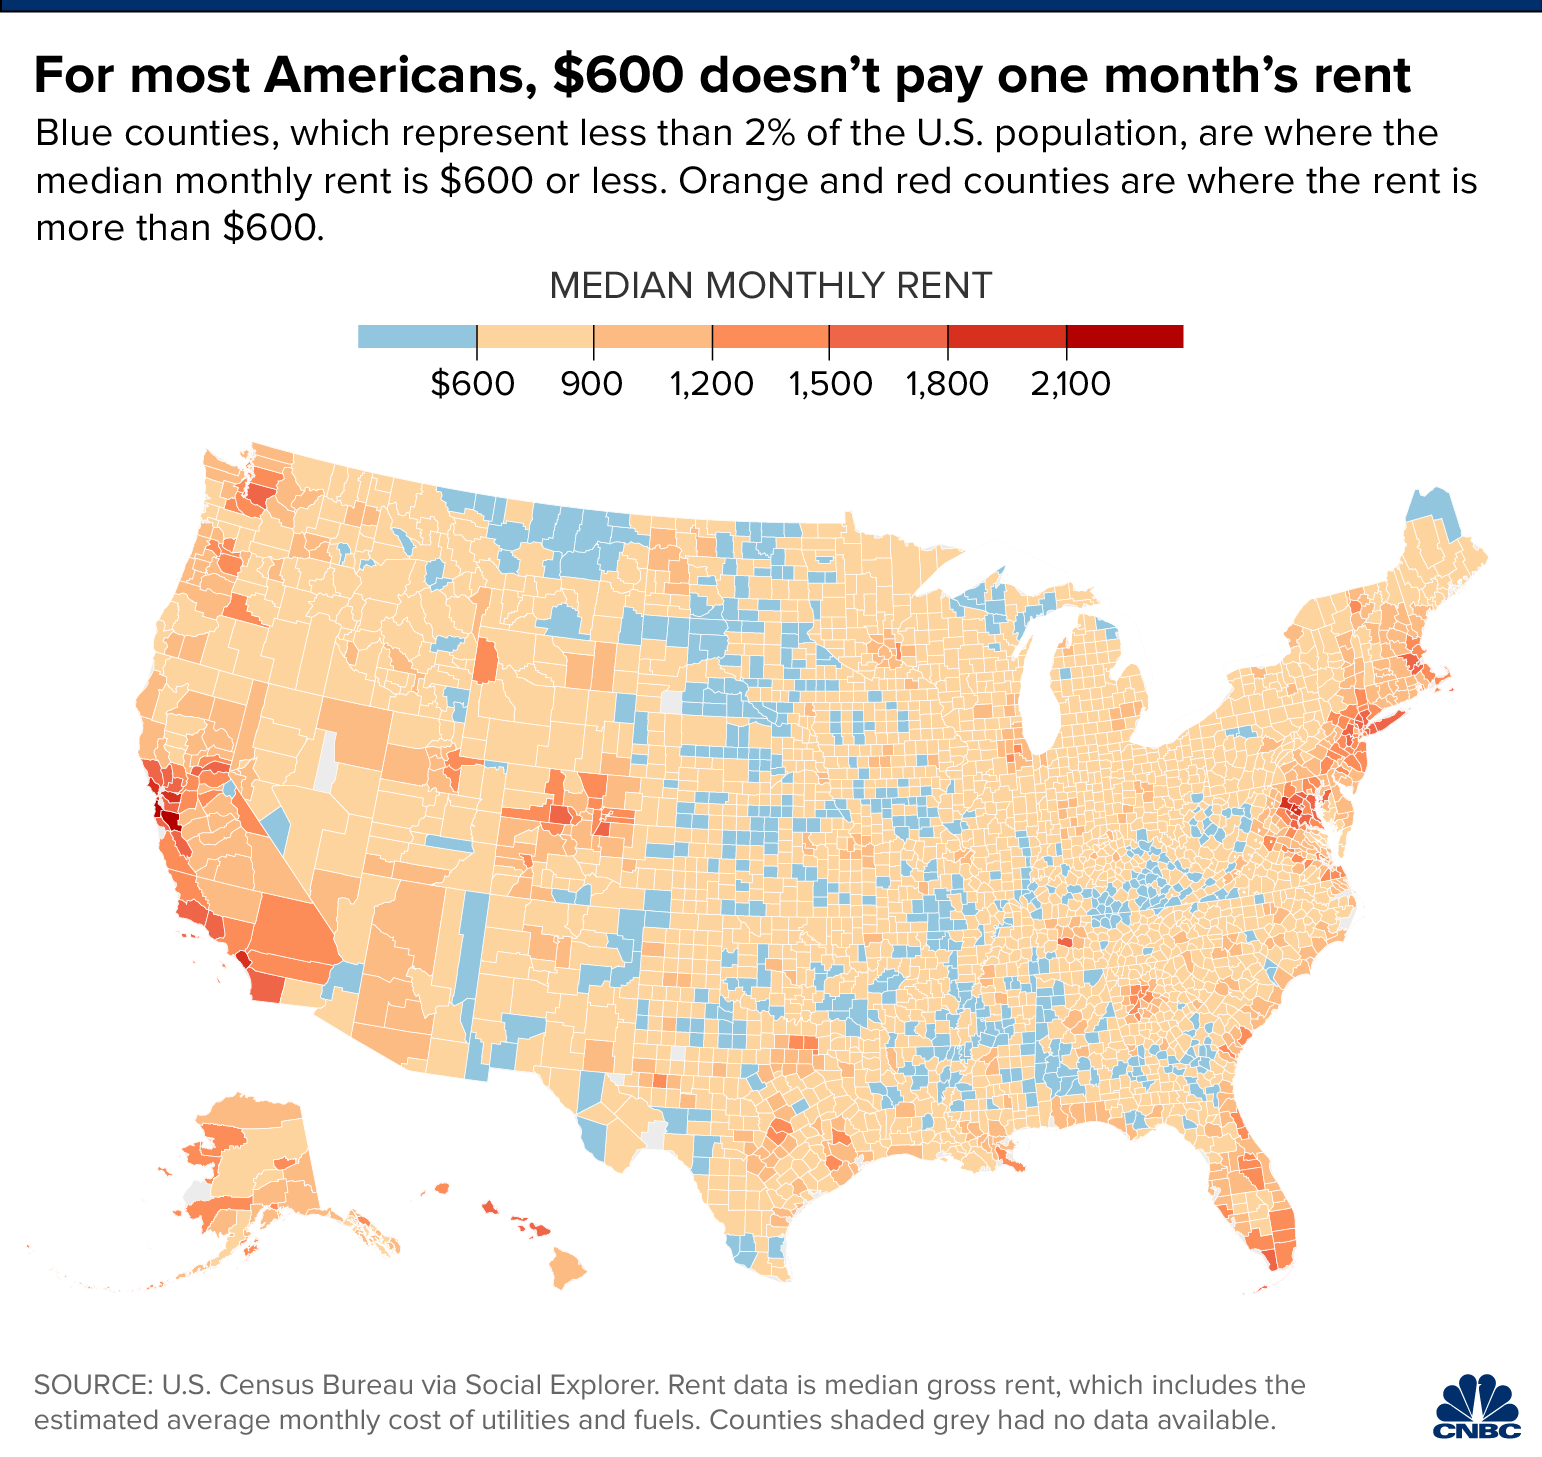 For most Americans, $600 doesn’t pay one month’s rent
Blue counties, which represent less than 2% of the U.S. population, are where the
median monthly rent is $600 or less. Orange and red counties are where the rent is
more than $600.
MEDIAN MONTHLY RENT
$600 900 1,200 1,500 1,800 2,100
SOURCE: U.S. Census Bureau via Social Explorer. Rent data is median gross rent, which includes the
estimated average monthly cost of utilities and fuels. Counties shaded grey had no data available.
CNBC